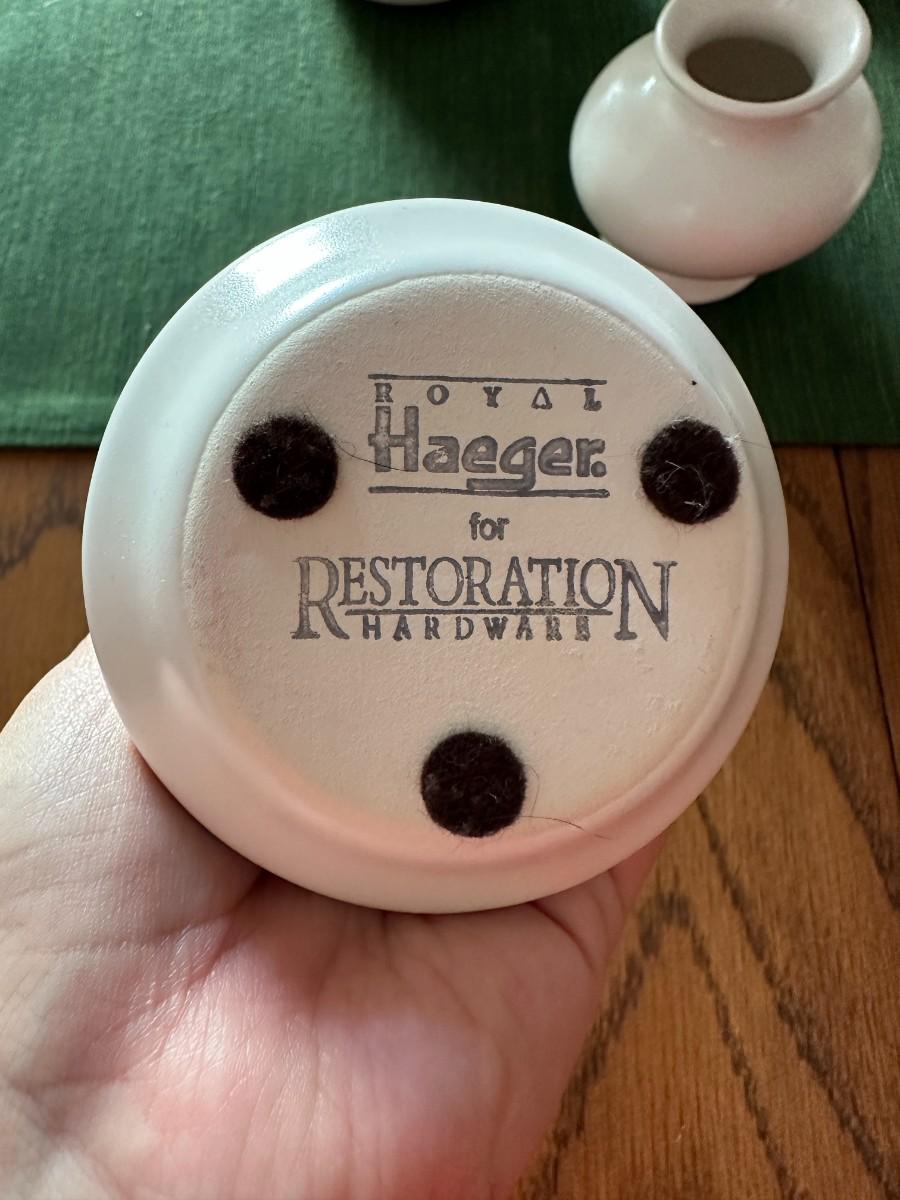 ROYAL
Haeger.
for
RESTORATION
HARDWARE